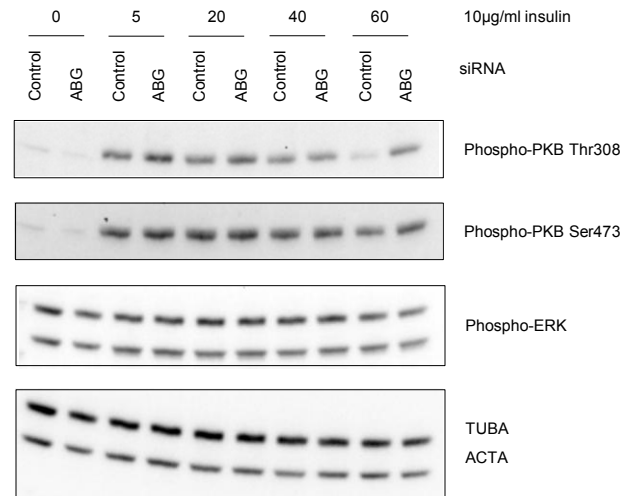 0 5 20 40 60 10µg/ml insulin
Control ABG Control ABG Control ABG Control ABG Control ABG siRNA
Phospho-PKB Thr308
Phospho-PKB Ser473
Phospho-ERK
TUBA
ACTA